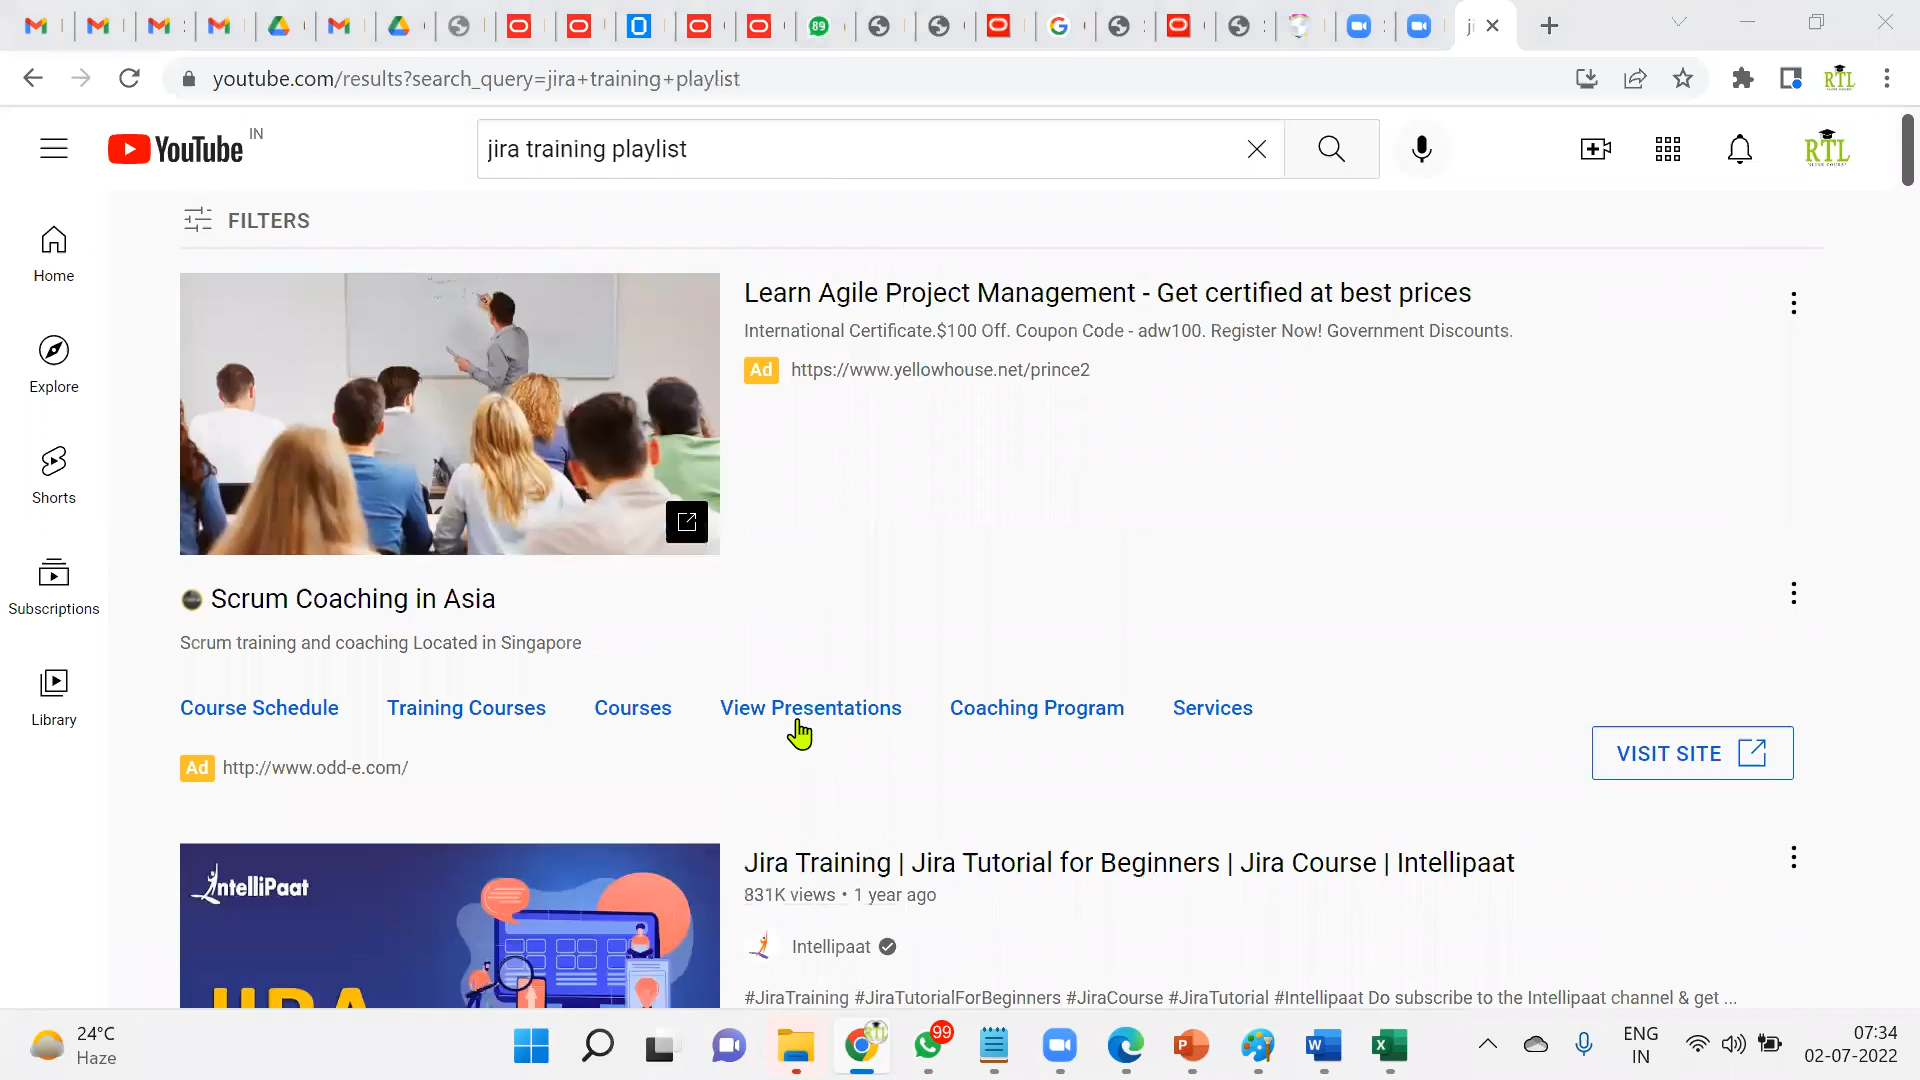 89
youtube.com/results?search_query=jira+training+playlist
RTL
YouTube IN
jira training playlist
RTL
FILTERS
Home
Explore
Shorts
Subscriptions
Library
Learn Agile Project Management - Get certified at best prices
International Certificate.$100 Off. Coupon Code - adw100. Register Now! Government Discounts.
Ad https://www.yellowhouse.net/prince2
Scrum Coaching in Asia
Scrum training and coaching Located in Singapore
Course Schedule Training Courses Courses View Presentations Coaching Program Services
VISIT SITE
Ad http://www.odd-e.com/
IntelliPaat
Jira Training | Jira Tutorial for Beginners | Jira Course | Intellipaat
831K views • 1 year ago
Intellipaat
#JiraTraining #JiraTutorialForBeginners #JiraCourse #JiraTutorial #Intellipaat Do subscribe to the Intellipaat channel & get ...
JIRA
24°C
Haze
99
ENG
IN
07:34
02-07-2022